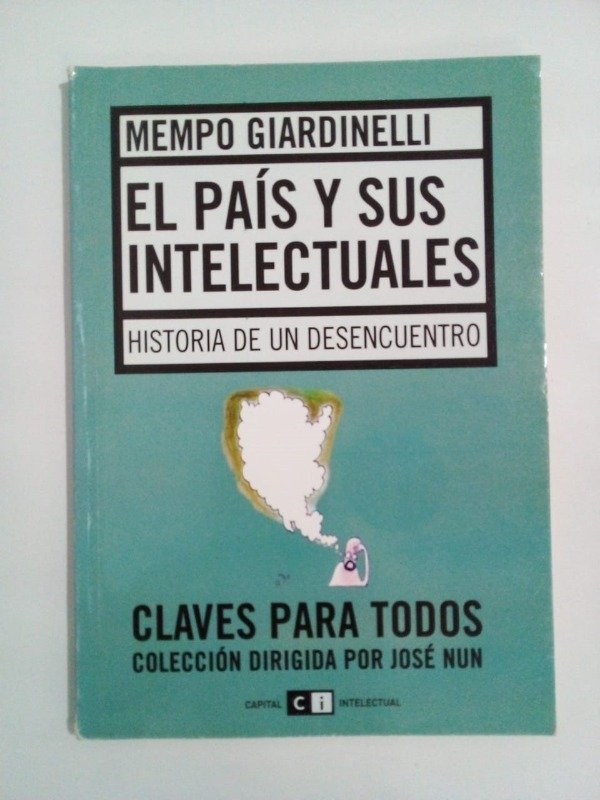 MEMPO GIARDINELLI
EL PAÍS Y SUS
INTELECTUALES
HISTORIA DE UN DESENCUENTRO
CLAVES PARA TODOS
COLECCIÓN DIRIGIDA POR JOSÉ NUN
CAPITAL Ci INTELECTUAL